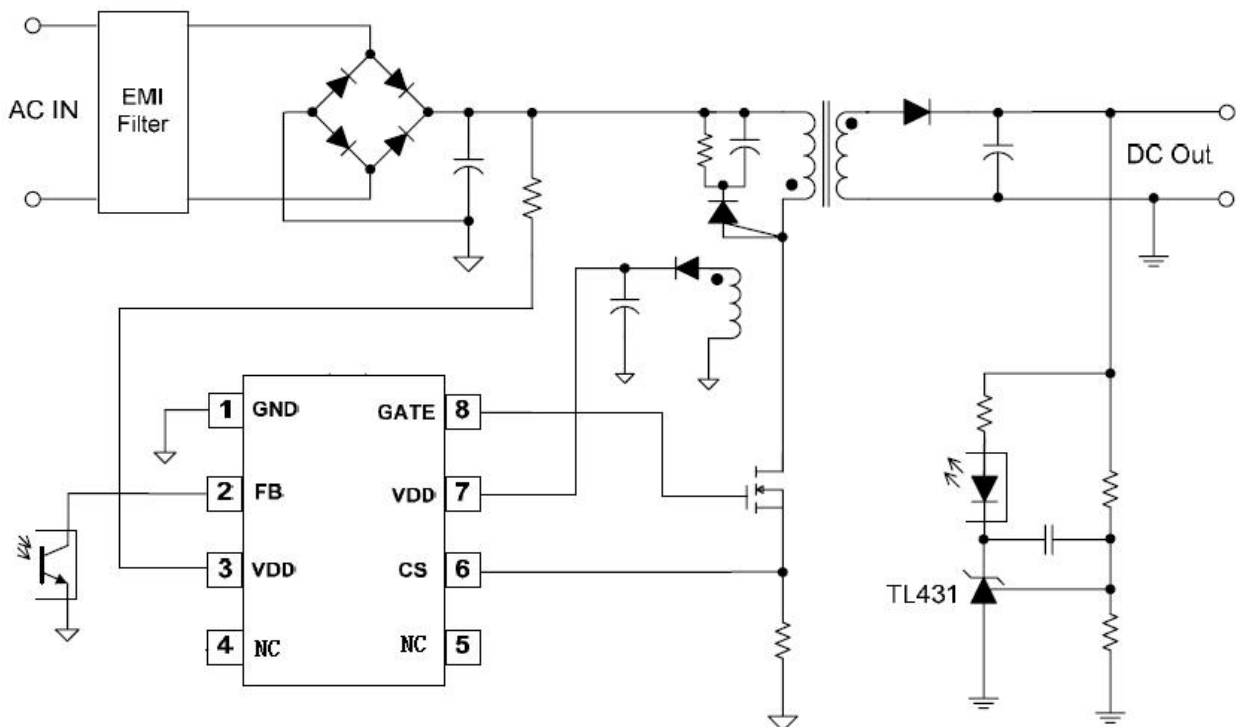 AC IN
EMI
Filter
DC Out
1 GND
GATE 8
2 FB
VDD 7
3 VDD
CS 6
4 NC
NC 5
TL431